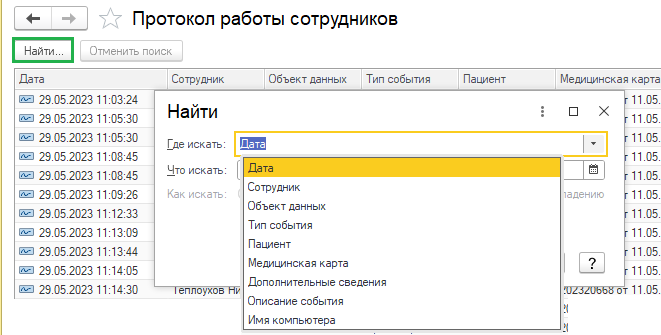 Протокол работы сотрудников
Найти... Отменить поиск
Дата Сотрудник Объект данных Тип события Пациент Медицинская карта
29.05.2023 11:03:24 от 11.05.
29.05.2023 11:05:30 от 11.05.
29.05.2023 11:05:30 от 11.05.
29.05.2023 11:08:45 от 11.05.
29.05.2023 11:08:45 от 11.05.
29.05.2023 11:09:26 от 11.05.
29.05.2023 11:12:33 от 11.05.
29.05.2023 11:13:09 от 11.05.
29.05.2023 11:13:44 от 11.05.
29.05.2023 11:14:05 от 11.05.
29.05.2023 11:14:30 Теплоухов 202320668 от 11.05.
Найти
Где искать: Дата
Что искать:
Как искать:
Дата
Сотрудник
Объект данных
Тип события
Пациент
Медицинская карта
Дополнительные сведения
Описание события
Имя компьютера
?